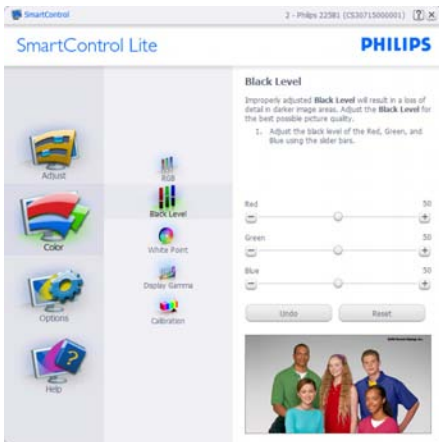 SmartControl
2 - Philips 225B1 (CS30715000001)
SmartControl Lite
PHILIPS
Black Level
Improperly adjusted Black Level will result in a loss of
detail in darker image areas. Adjust the Black Level for
the best possible picture quality.
1. Adjust the black level of the Red, Green, and
Blue using the slider bars.
Adjust
Color
Options
Help
RGB
Black Level
White Point
Display Gamma
Calibration
Red 50
Green 50
Blue 50
Undo
Reset